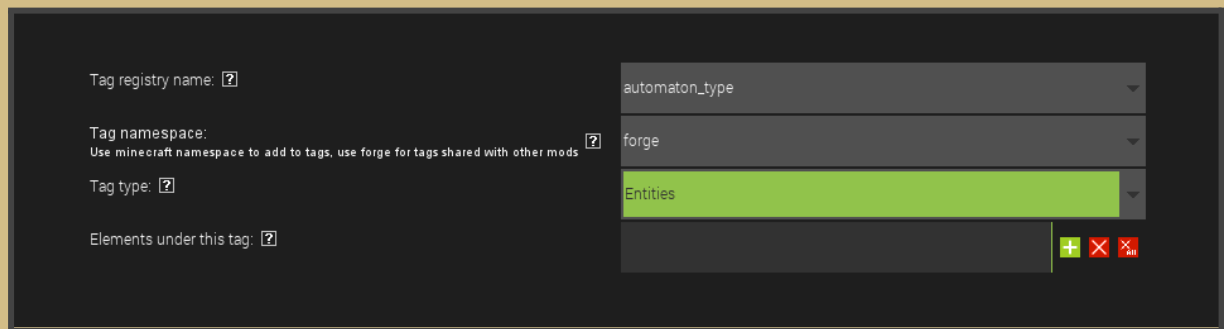 Tag registry name: [?]
automaton_type
Tag namespace:
Use minecraft namespace to add to tags, use forge for tags shared with other mods [?]
forge
Tag type: [?]
Entities
Elements under this tag: [?]
All